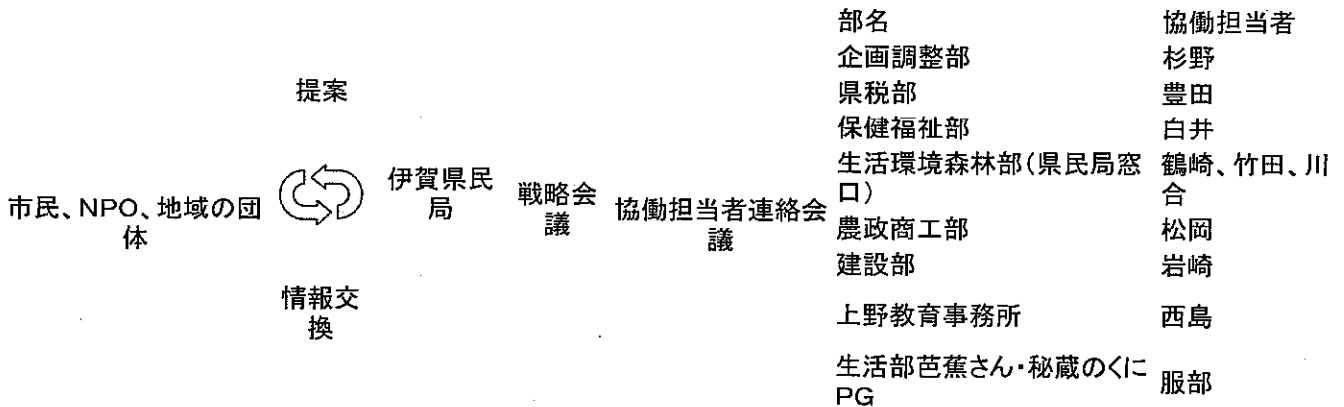 市民、NPO、地域の団
体
提案
情報交
換
伊賀県民
局
戦略会
議
協働担当者連絡会
議
部名 協働担当者
企画調整部 杉野
県税部 豊田
保健福祉部 白井
生活環境森林部(県民局窓 鶴崎、竹田、川
口) 合
農政商工部 松岡
建設部 岩崎
上野教育事務所 西島
生活部芭蕉さん・秘蔵のくに 服部
PG